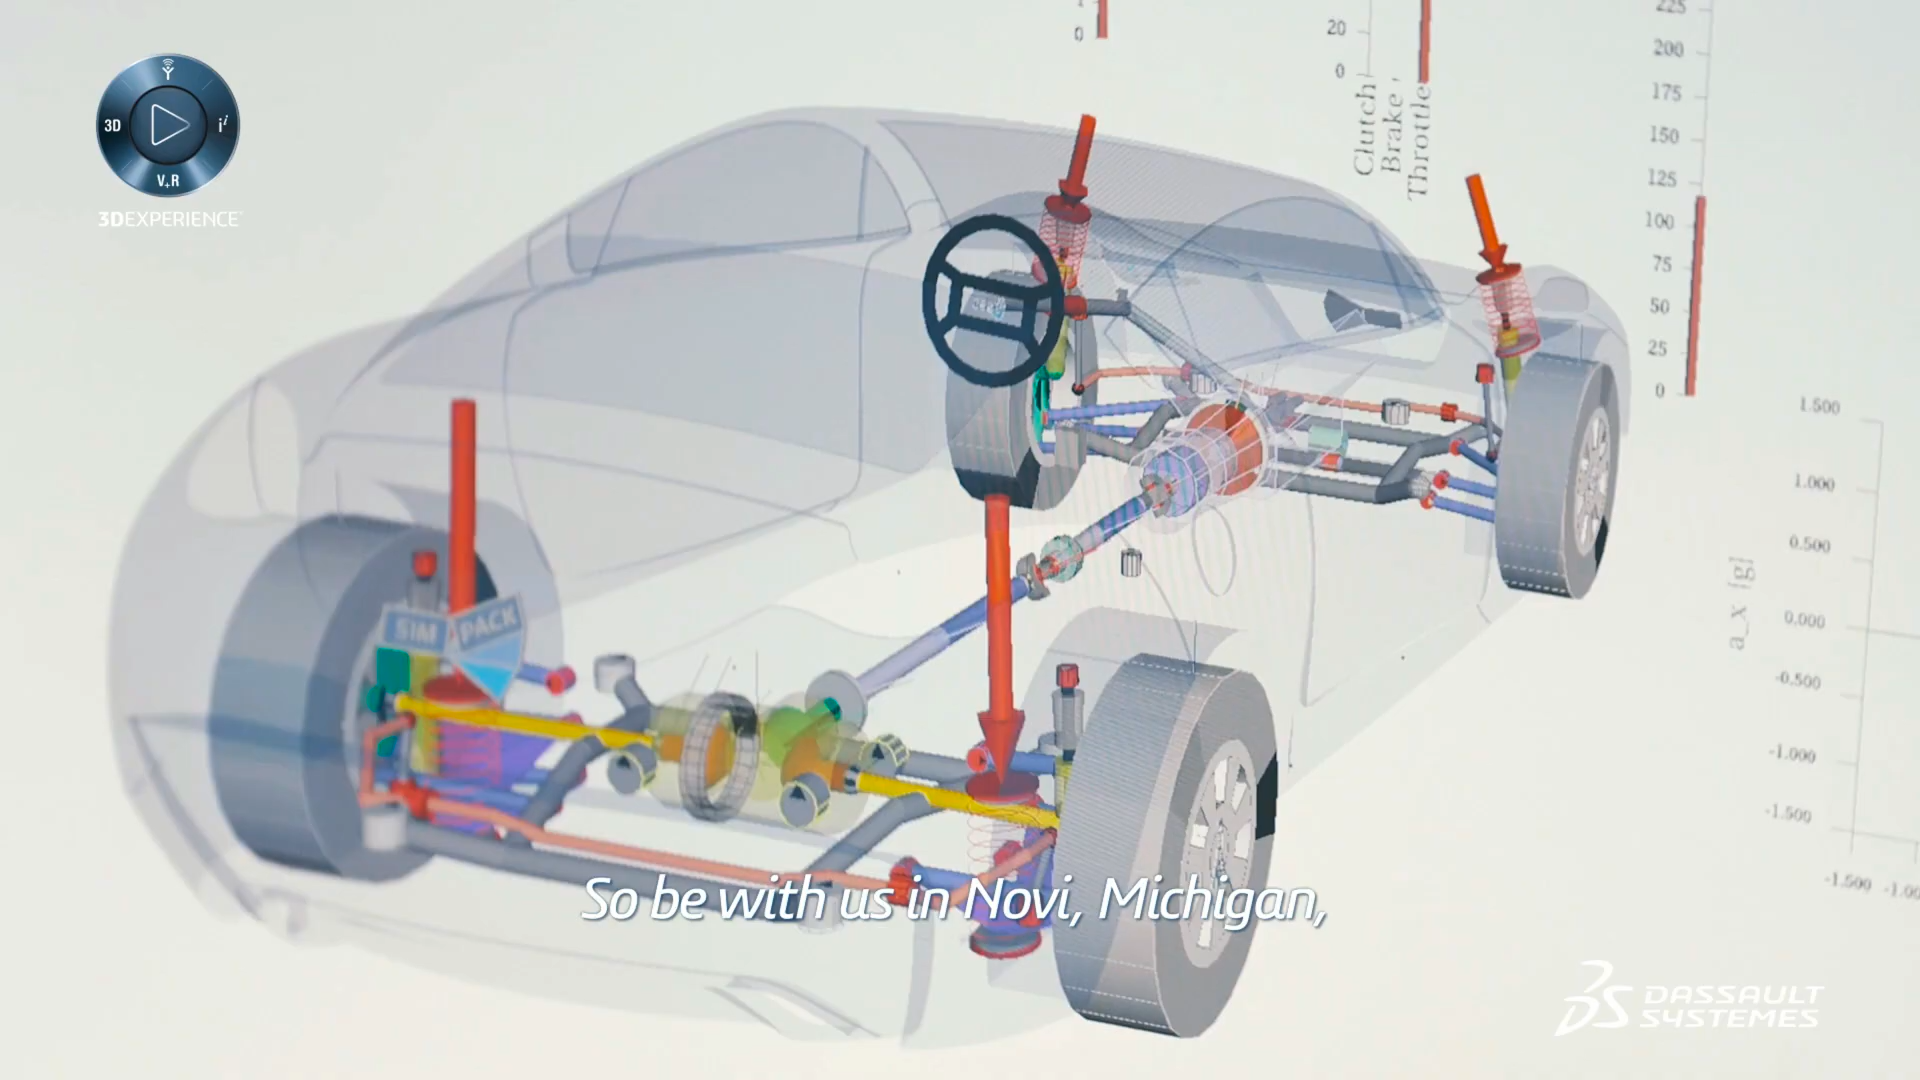 3D
i
V+R
3DEXPERIENCE
0
20
0
Clutch
Brake
Throttle
225
200
175
150
125
100
75
50
25
0
1.500
1.000
0.500
0.000
-0.500
-1.000
-1.500
a_x [g]
-1.500
SIM PACK
So be with us in Novi, Michigan,
DASSAULT
SYSTEMES